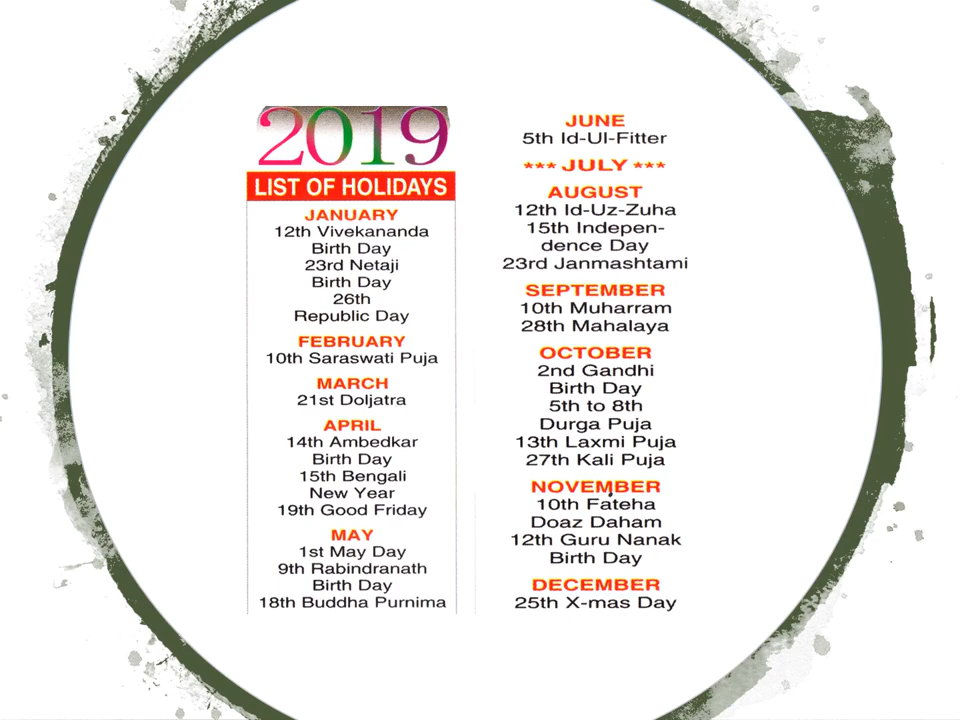 2019
LIST OF HOLIDAYS
JANUARY
12th Vivekananda
Birth Day
23rd Netaji
Birth Day
26th
Republic Day
FEBRUARY
10th Saraswati Puja
MARCH
21st Doljatra
APRIL
14th Ambedkar
Birth Day
15th Bengali
New Year
19th Good Friday
MAY
1st May Day
9th Rabindranath
Birth Day
18th Buddha Purnima
JUNE
5th Id-Ul-Fitter
*** JULY ***
AUGUST
12th Id-Uz-Zuha
15th Indepen-
dence Day
23rd Janmashtami
SEPTEMBER
10th Muharram
28th Mahalaya
OCTOBER
2nd Gandhi
Birth Day
5th to 8th
Durga Puja
13th Laxmi Puja
27th Kali Puja
NOVEMBER
10th Fateha
Doaz Daham
12th Guru Nanak
Birth Day
DECEMBER
25th X-mas Day